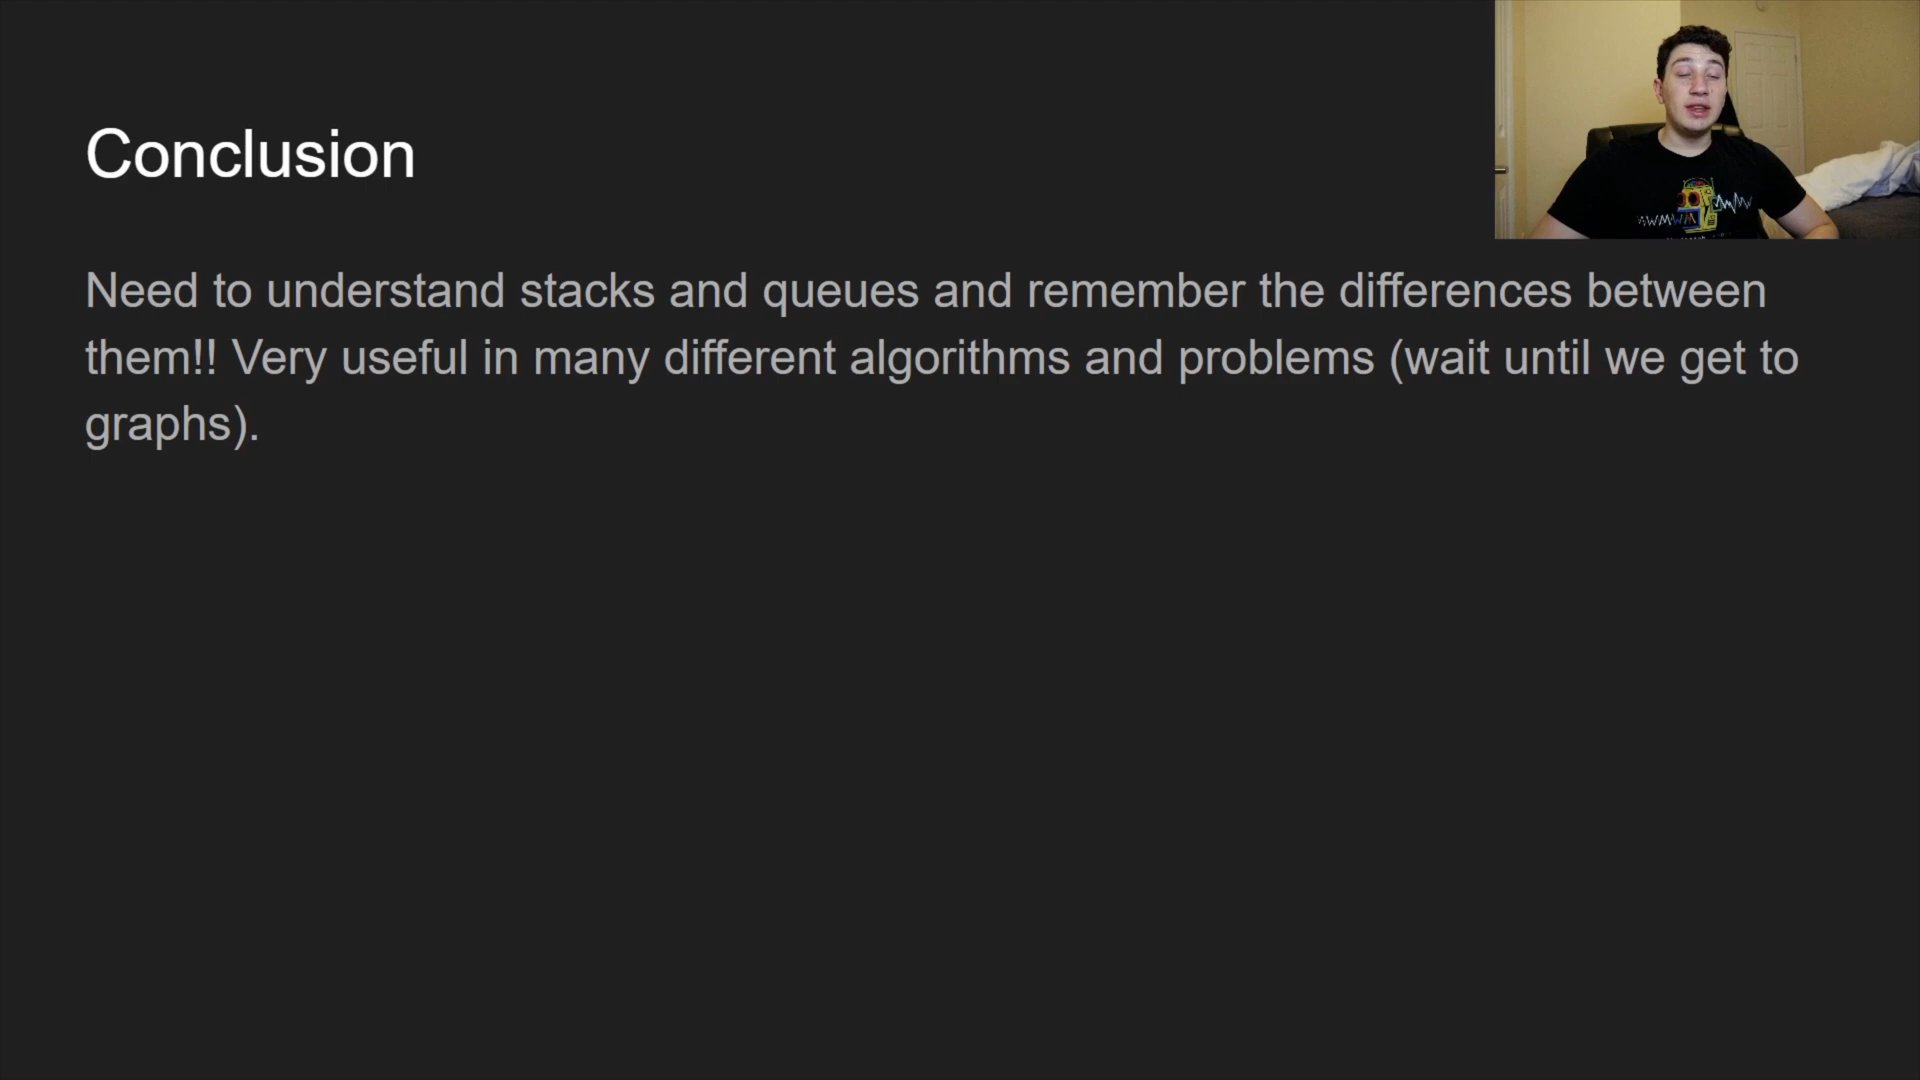 Conclusion
Need to understand stacks and queues and remember the differences between
them!! Very useful in many different algorithms and problems (wait until we get to
graphs).